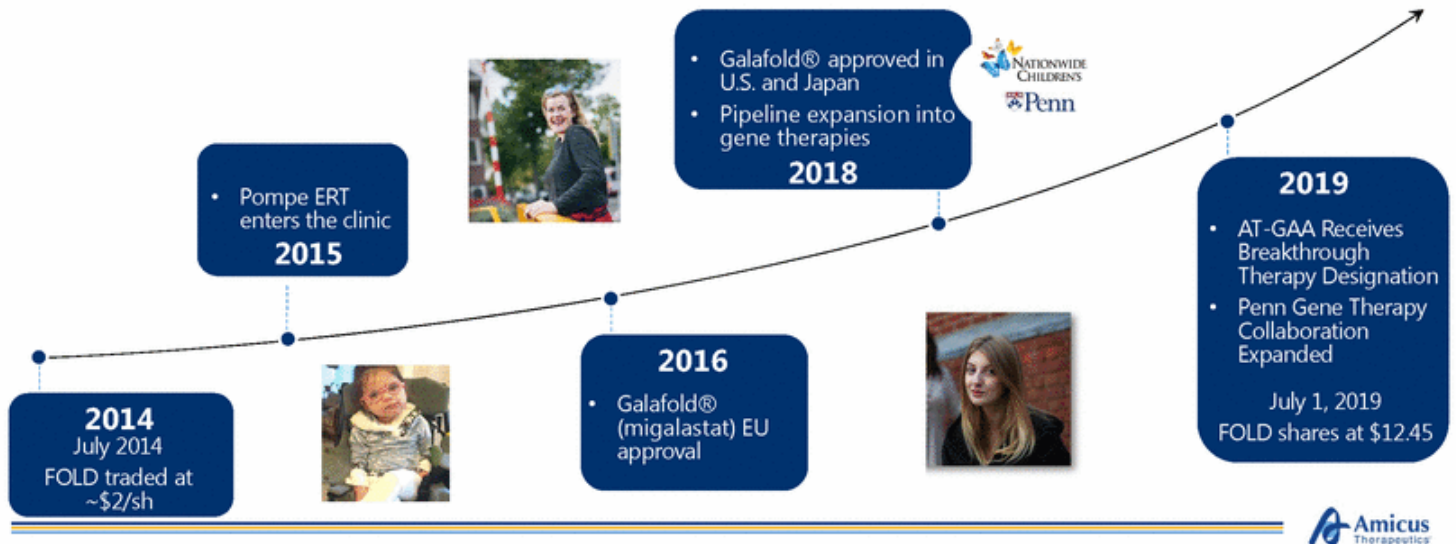 2014
July 2014
FOLD traded at
~$2/sh
• Pompe ERT
enters the clinic
2015
2016
• Galafold®
(migalastat) EU
approval
• Galafold® approved in
U.S. and Japan
• Pipeline expansion into
gene therapies
2018
NATIONWIDE
CHILDREN'S
Penn
2019
• AT-GAA Receives
Breakthrough
Therapy Designation
• Penn Gene Therapy
Collaboration
Expanded
July 1, 2019
FOLD shares at $12.45
Amicus
Therapeutics